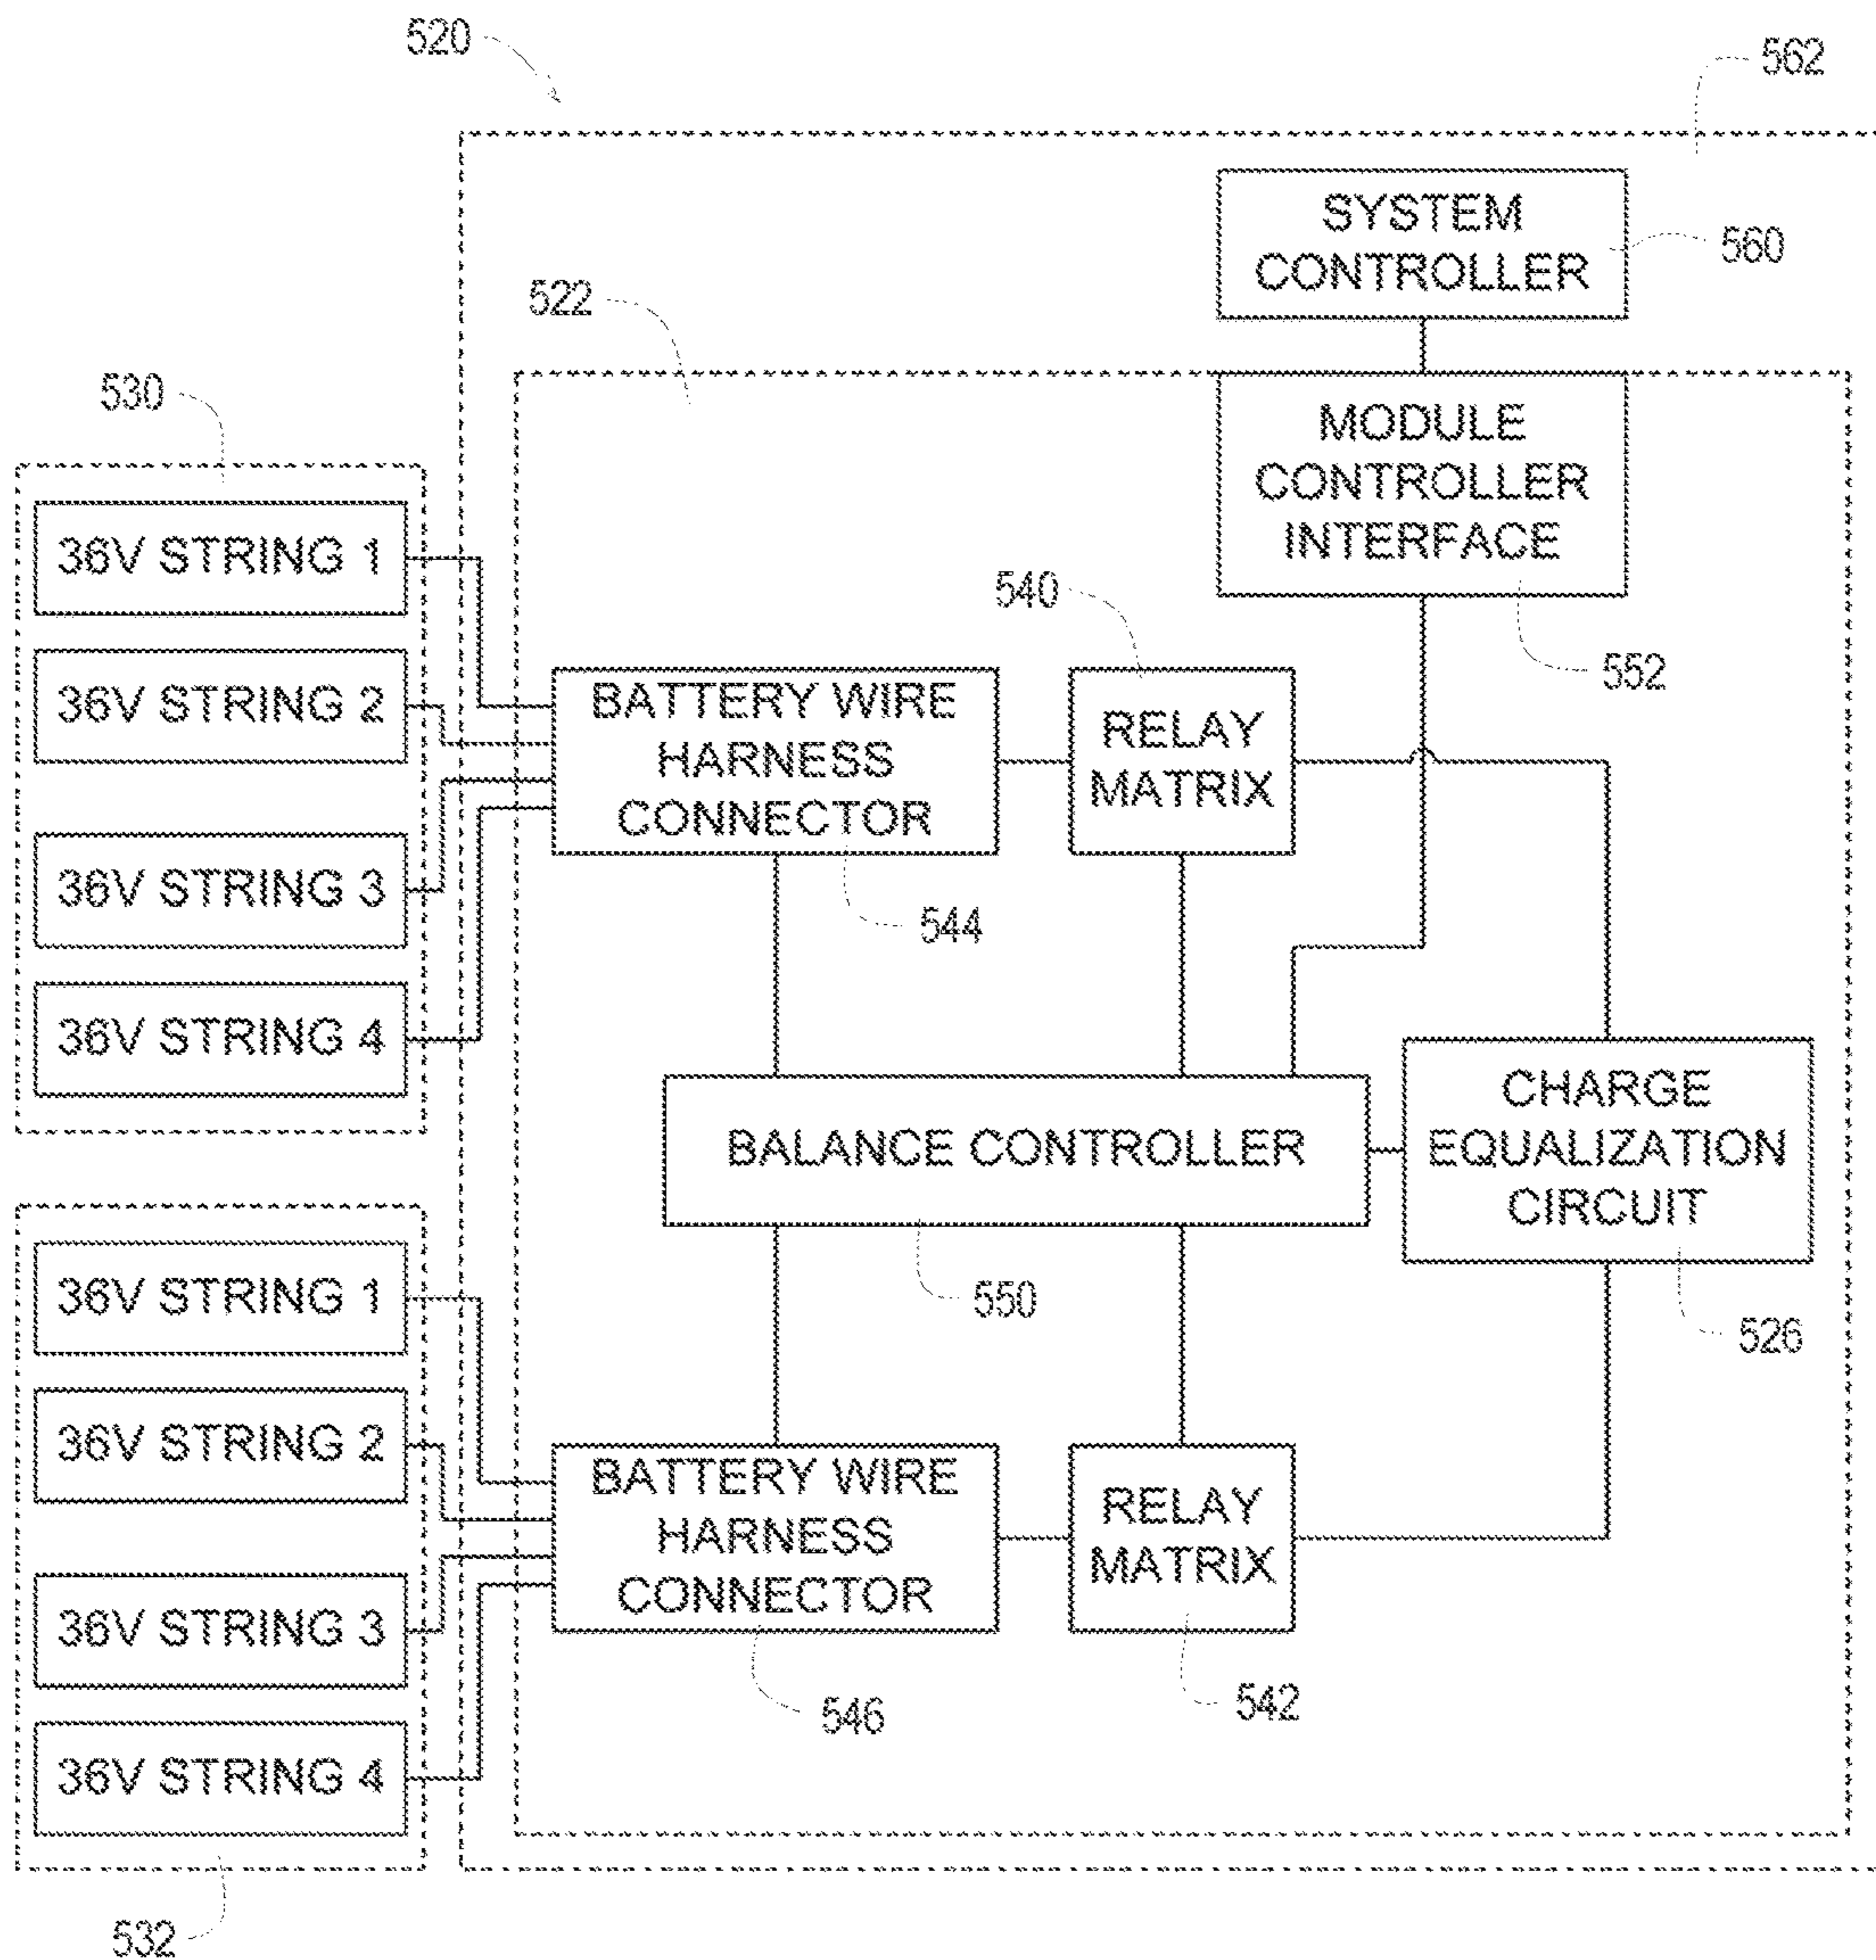 520
562
SYSTEM
CONTROLLER
560
522
530
MODULE
CONTROLLER
INTERFACE
552
36V STRING 1
36V STRING 2
36V STRING 3
36V STRING 4
540
BATTERY WIRE
HARNESS
CONNECTOR
544
RELAY
MATRIX
BALANCE CONTROLLER
550
CHARGE
EQUALIZATION
CIRCUIT
526
36V STRING 1
36V STRING 2
36V STRING 3
36V STRING 4
532
BATTERY WIRE
HARNESS
CONNECTOR
546
RELAY
MATRIX
542